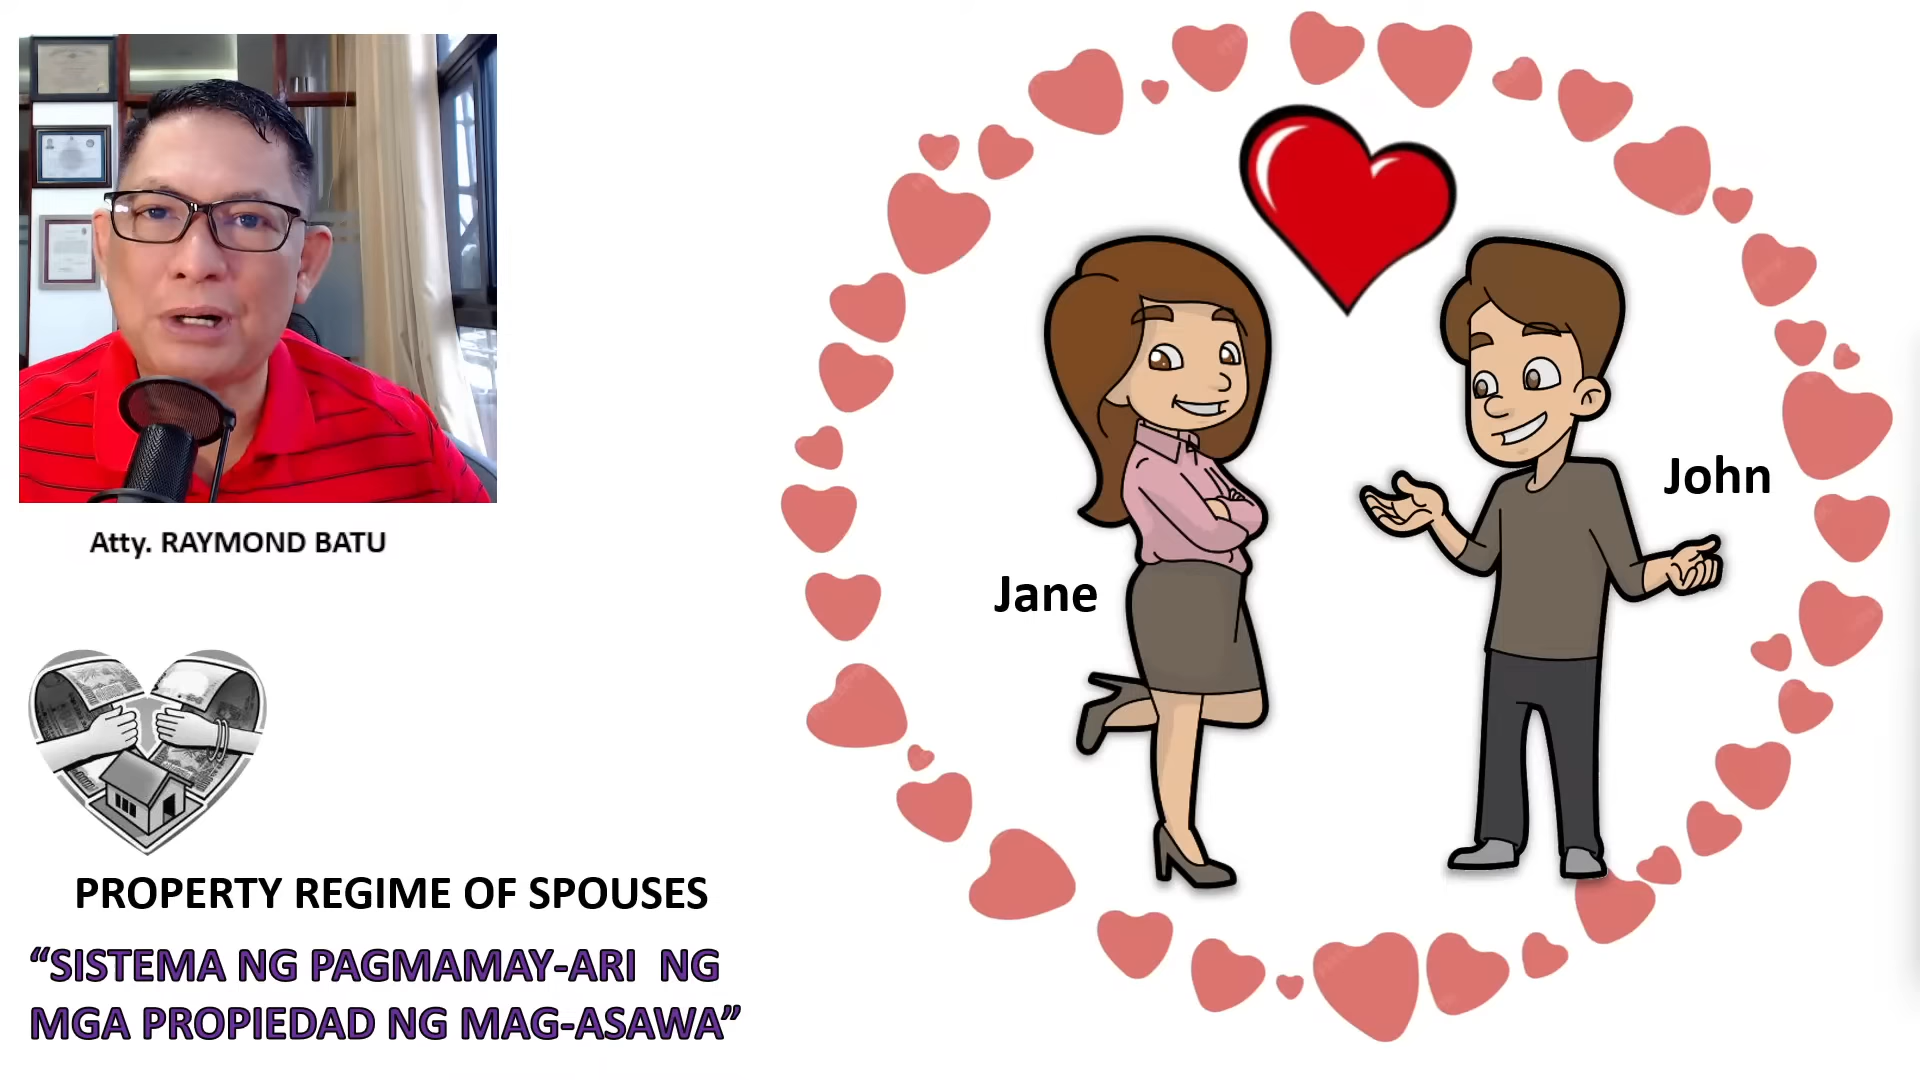 Atty. RAYMOND BATU
John
Jane
PROPERTY REGIME OF SPOUSES
“SISTEMA NG PAGMAMAY-ARI  NG
MGA PROPIEDAD NG MAG-ASAWA”